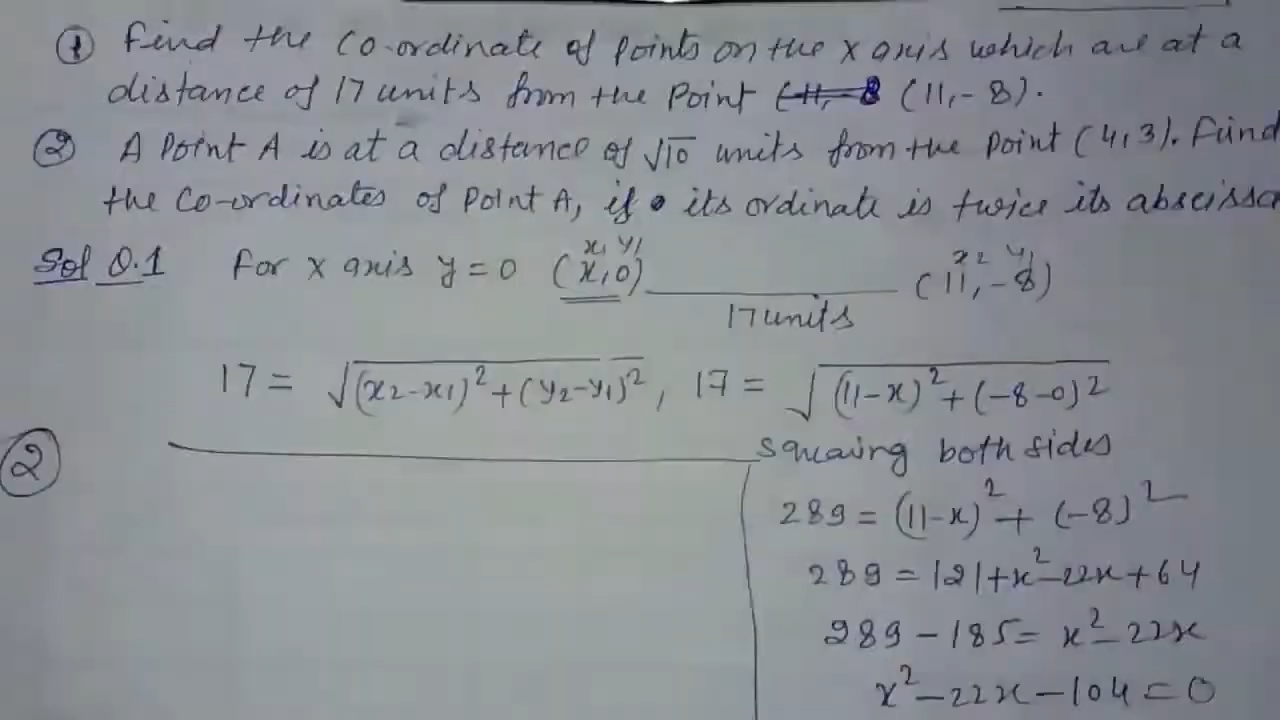 ① Find the co-ordinate of points on the x axis which are at a
distance of 17 units from the point (11, -8).
② A point A is at a distance of √10 units from the point (4,3). Find
the co-ordinates of point A, if its ordinate is twice its abscissa
Sol Q.1 For x axis y = 0 (x,0) (11,-8)
x1 y1 x2 y1
17 units
17 = √(x2-x1)²+(y2-y1)², 17 = √(11-x)²+(-8-0)²
② squaring both sides
289 = (11-x)² + (-8)²
289 = 121+x²-22x+64
289 - 185 = x²-22x
x²-22x-104=0